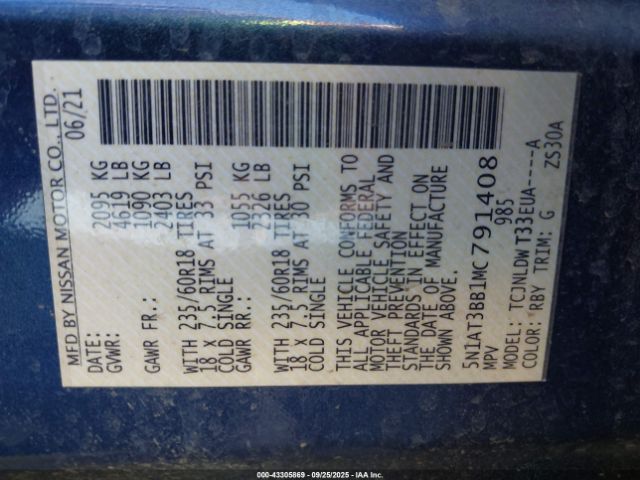 MFD BY NISSAN MOTOR CO., LTD.
DATE: 06/21
GVWR: 2095 KG
4619 LB
GAWR FR.: 1090 KG
2403 LB
WITH 235/60R18 TIRES
18 X 7.5 RIMS AT 33 PSI
COLD SINGLE
GAWR RR.: 1055 KG
2326 LB
WITH 235/60R18 TIRES
18 X 7.5 RIMS AT 30 PSI
COLD SINGLE
THIS VEHICLE CONFORMS TO
ALL APPLICABLE FEDERAL
MOTOR VEHICLE SAFETY AND
THEFT PREVENTION
STANDARDS IN EFFECT ON
THE DATE OF MANUFACTURE
SHOWN ABOVE.
5N1AT3BB1MC791408
MPV 985
MODEL: TCJNLDWT33EUA----A
COLOR: RBY TRIM: G ZS30A
000-43305869 | 09/25/2025 | IAA Inc.